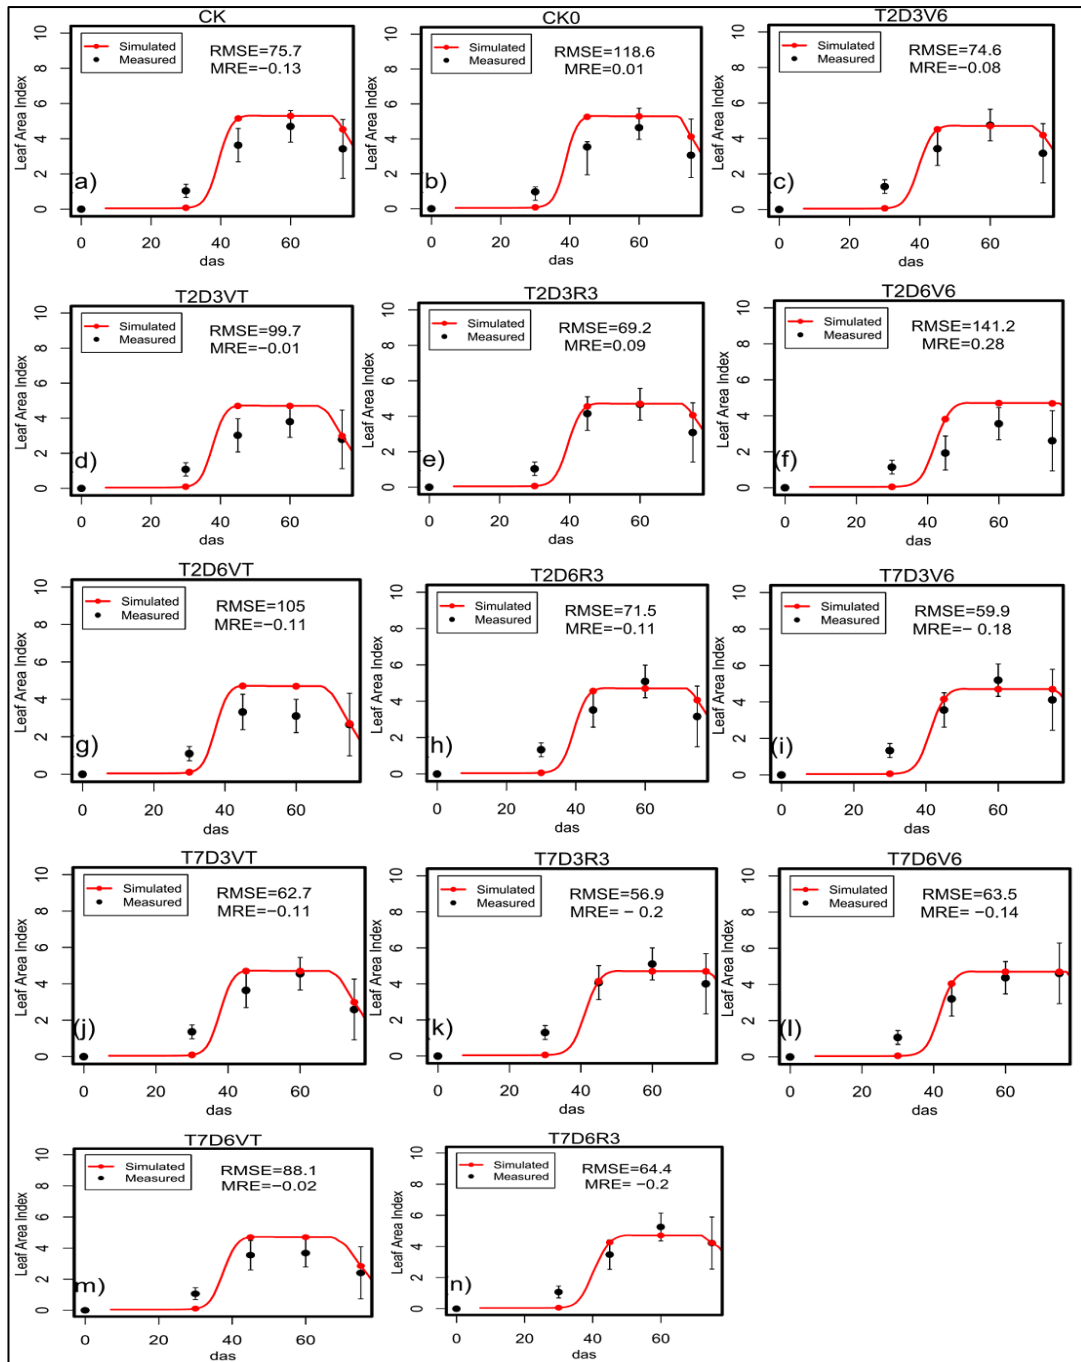 CK
Simulated
Measured
RMSE=75.7
MRE=−0.13
Leaf Area Index
10
8
6
4
2
0
a)
0 20 40 60
das
CK0
Simulated
Measured
RMSE=118.6
MRE=0.01
Leaf Area Index
10
8
6
4
2
0
b)
0 20 40 60
das
T2D3V6
Simulated
Measured
RMSE=74.6
MRE=−0.08
Leaf Area Index
10
8
6
4
2
0
c)
0 20 40 60
das
T2D3VT
Simulated
Measured
RMSE=99.7
MRE=−0.01
Leaf Area Index
10
8
6
4
2
0
d)
0 20 40 60
das
T2D3R3
Simulated
Measured
RMSE=69.2
MRE=0.09
Leaf Area Index
10
8
6
4
2
0
e)
0 20 40 60
das
T2D6V6
Simulated
Measured
RMSE=141.2
MRE=0.28
Leaf Area Index
10
8
6
4
2
0
(f)
0 20 40 60
das
T2D6VT
Simulated
Measured
RMSE=105
MRE=−0.11
Leaf Area Index
10
8
6
4
2
0
g)
0 20 40 60
das
T2D6R3
Simulated
Measured
RMSE=71.5
MRE=−0.11
Leaf Area Index
10
8
6
4
2
0
h)
0 20 40 60
das
T7D3V6
Simulated
Measured
RMSE=59.9
MRE=− 0.18
Leaf Area Index
10
8
6
4
2
0
(i)
0 20 40 60
das
T7D3VT
Simulated
Measured
RMSE=62.7
MRE=−0.11
Leaf Area Index
10
8
6
4
2
0
(j)
0 20 40 60
das
T7D3R3
Simulated
Measured
RMSE=56.9
MRE= − 0.2
Leaf Area Index
10
8
6
4
2
0
(k)
0 20 40 60
das
T7D6V6
Simulated
Measured
RMSE=63.5
MRE= −0.14
Leaf Area Index
10
8
6
4
2
0
(l)
0 20 40 60
das
T7D6VT
Simulated
Measured
RMSE=88.1
MRE=−0.02
Leaf Area Index
10
8
6
4
2
0
m)
0 20 40 60
das
T7D6R3
Simulated
Measured
RMSE=64.4
MRE= −0.2
Leaf Area Index
10
8
6
4
2
0
n)
0 20 40 60
das